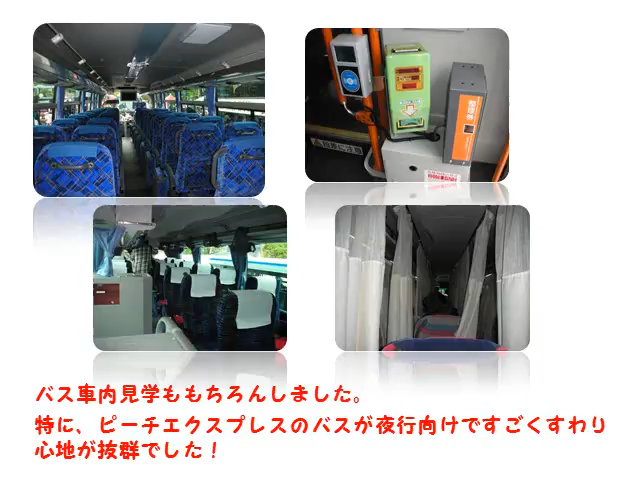 バス車内見学ももちろんしました。
特に、ピーチエクスプレスのバスが夜行向けですごくすわり
心地が抜群でした！